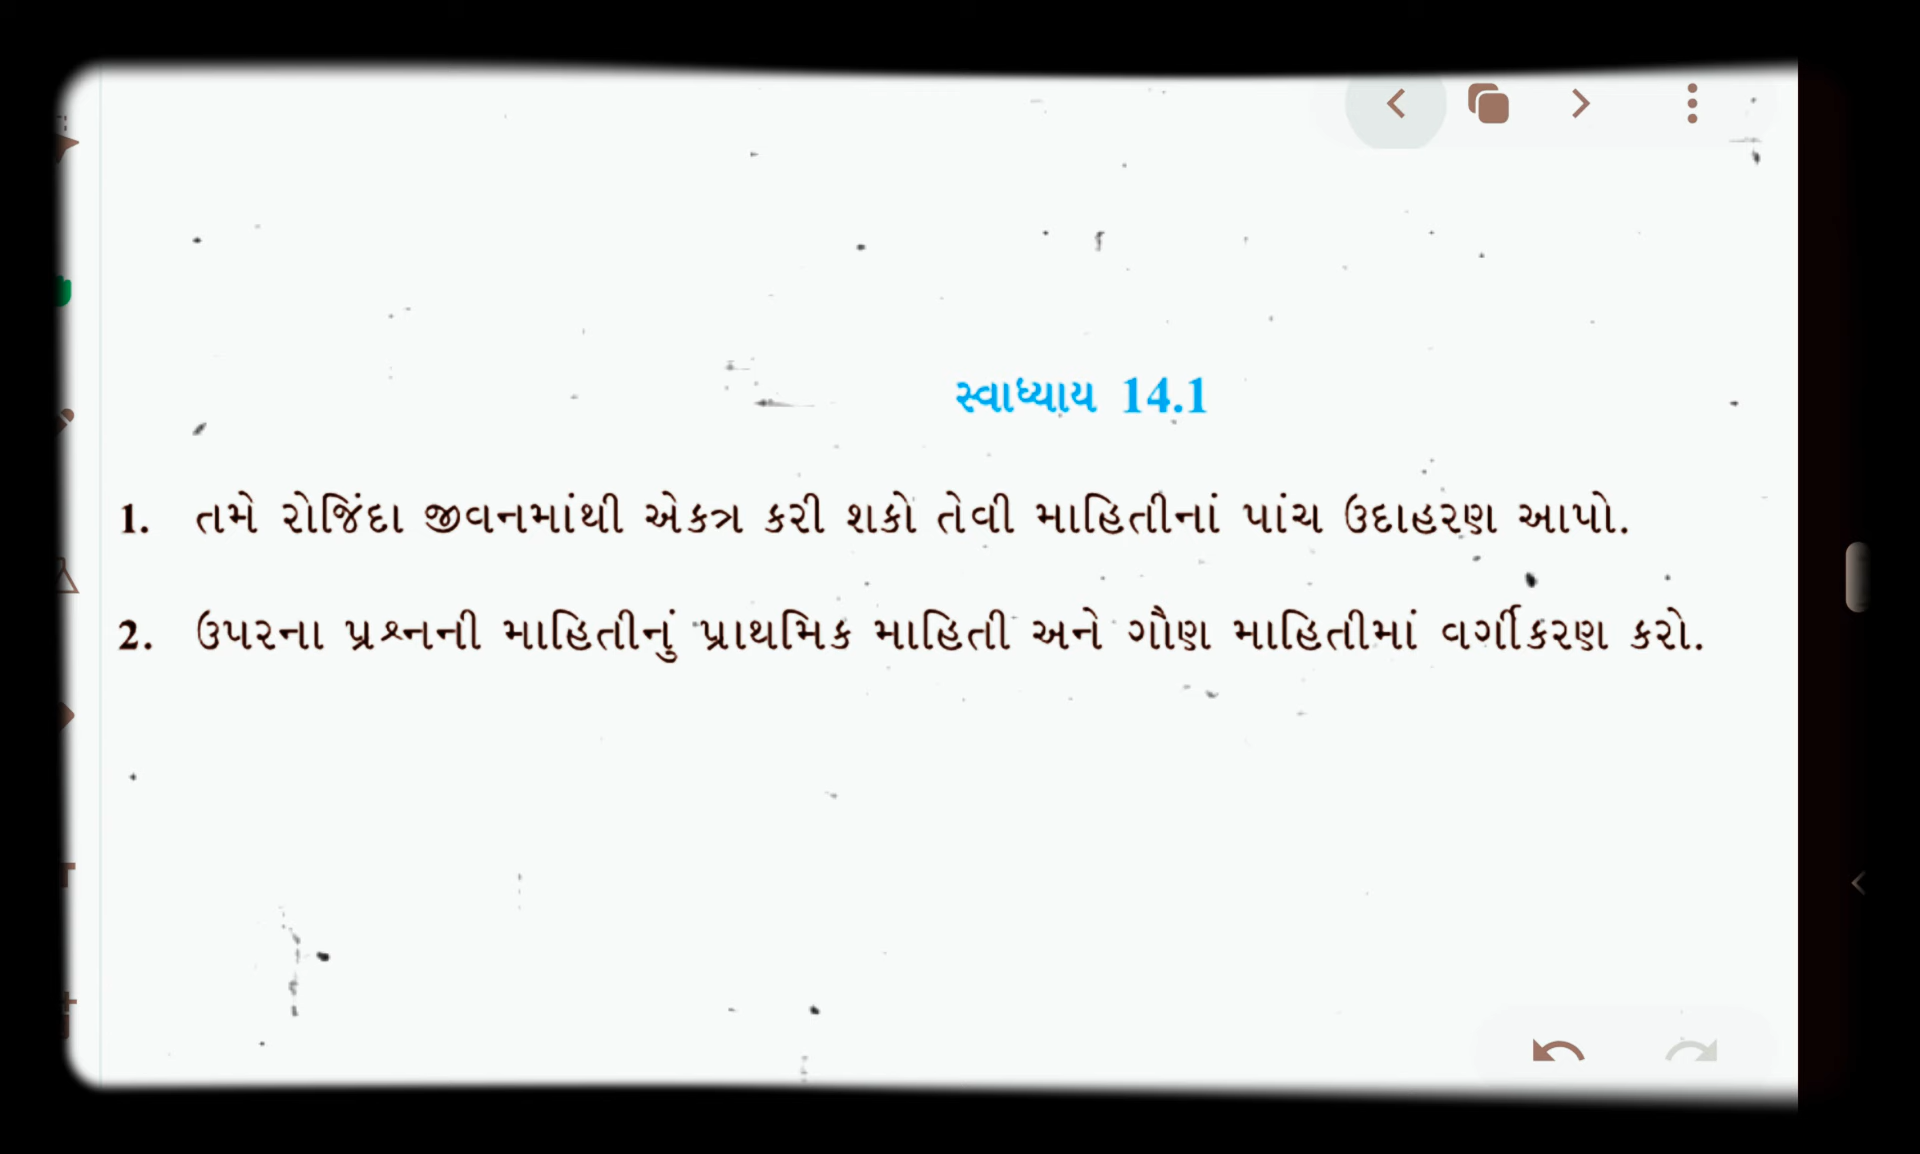 સ્વાધ્યાય 14.1
1. તમે રોજિંદા જીવનમાંથી એકત્ર કરી શકો તેવી માહિતીનાં પાંચ ઉદાહરણ આપો.
2. ઉપરના પ્રશ્નની માહિતીનું પ્રાથમિક માહિતી અને ગૌણ માહિતીમાં વર્ગીકરણ કરો.